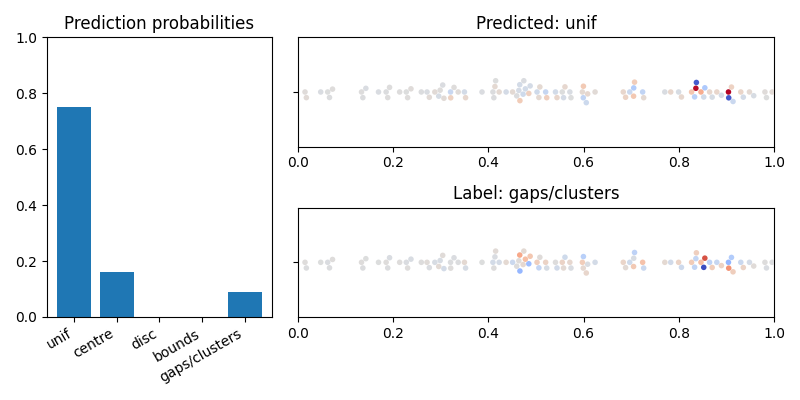 Prediction probabilities
1.0
0.8
0.6
0.4
0.2
0.0
unif
centre
disc
bounds
gaps/clusters
Predicted: unif
0.0 0.2 0.4 0.6 0.8 1.0
Label: gaps/clusters
0.0 0.2 0.4 0.6 0.8 1.0